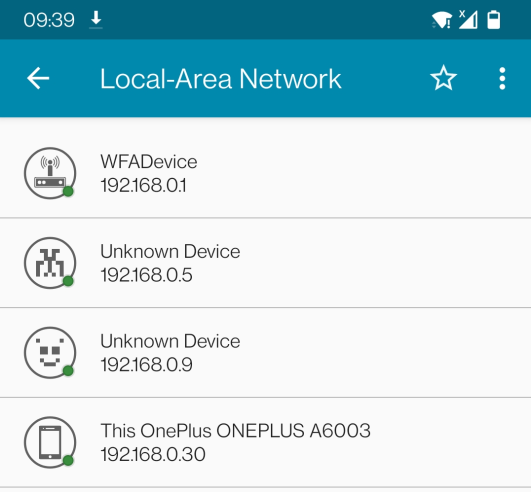 09:39
Local-Area Network
WFADevice
192.168.0.1
Unknown Device
192.168.0.5
Unknown Device
192.168.0.9
This OnePlus ONEPLUS A6003
192.168.0.30